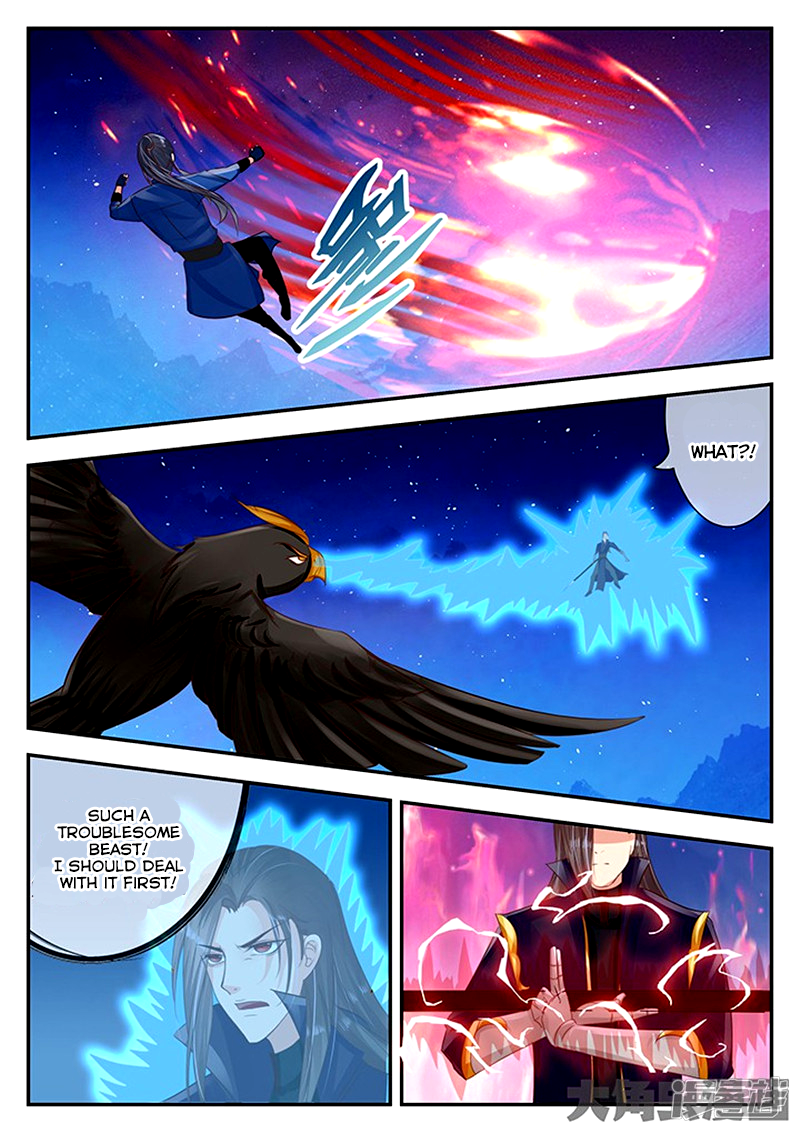 WHAT?!
SUCH A
TROUBLESOME
BEAST!
I SHOULD DEAL
WITH IT FIRST!